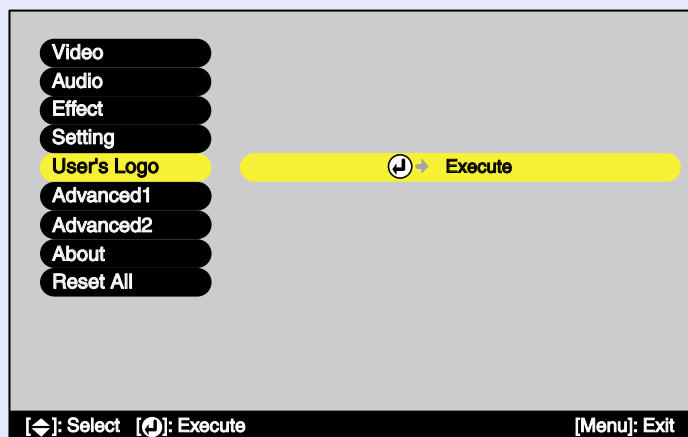 Video
Audio
Effect
Setting
User's Logo
Execute
Advanced1
Advanced2
About
Reset All
[]: Select []: Execute
[Menu]: Exit